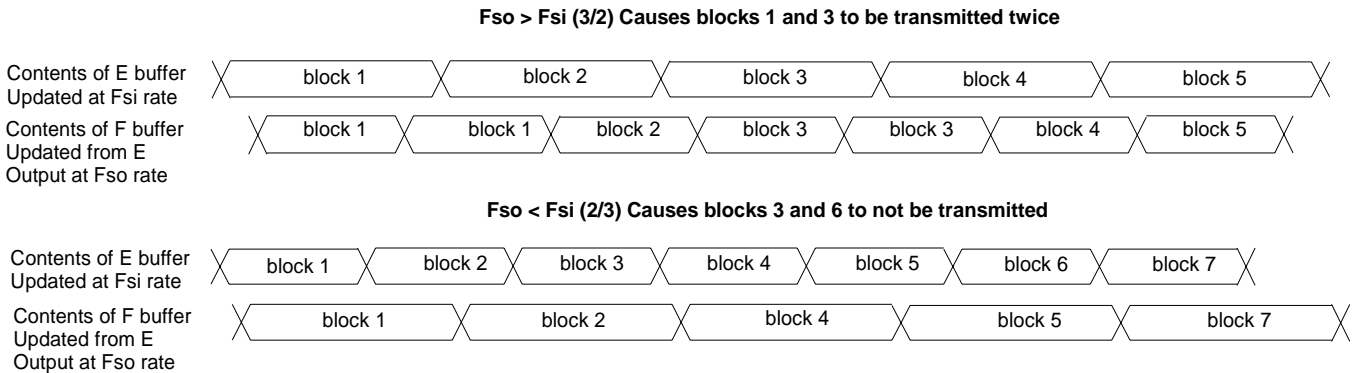 Fso > Fsi (3/2) Causes blocks 1 and 3 to be transmitted twice
Contents of E buffer
Updated at Fsi rate
block 1 block 2 block 3 block 4 block 5
Contents of F buffer
Updated from E
Output at Fso rate
block 1 block 1 block 2 block 3 block 3 block 4 block 5
Fso < Fsi (2/3) Causes blocks 3 and 6 to not be transmitted
Contents of E buffer
Updated at Fsi rate
block 1 block 2 block 3 block 4 block 5 block 6 block 7
Contents of F buffer
Updated from E
Output at Fso rate
block 1 block 2 block 4 block 5 block 7